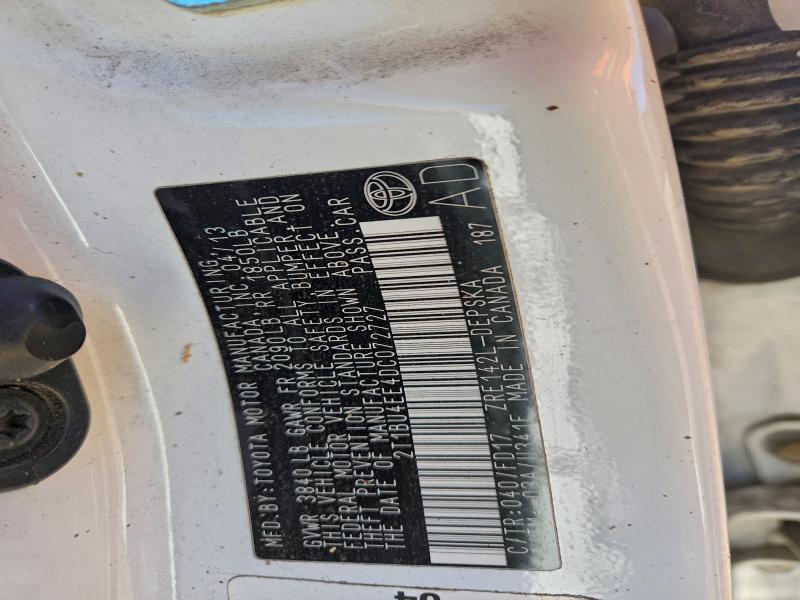 MFD.BY:TOYOTA MOTOR MANUFACTURING
CANADA INC. 04/13
GVWR 3840 LB GAWR FR 2090LB RR 1850LB
THIS VEHICLE CONFORMS TO ALL APPLICABLE
FEDERAL MOTOR VEHICLE SAFETY, BUMPER, AND
THEFT PREVENTION STANDARDS IN EFFECT ON
THE DATE OF MANUFACTURE SHOWN ABOVE.
2T1BU4EE4DC072727 PASS.CAR
C/TR:040/FD17 ZRE142L-DEPSKA
MADE IN CANADA 187
AD